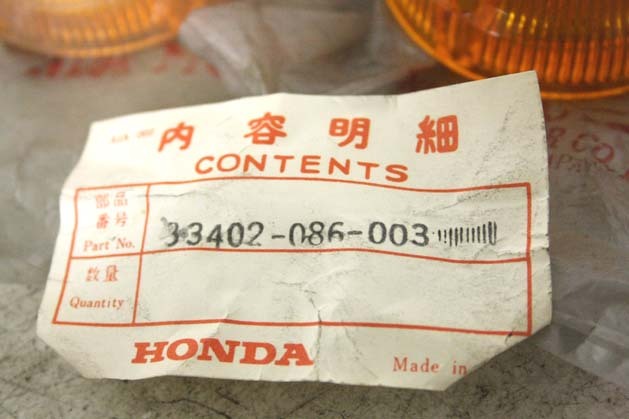 内容明細
CONTENTS
部品
番号
Part No.
33402-086-003
数量
Quantity
HONDA
Made in